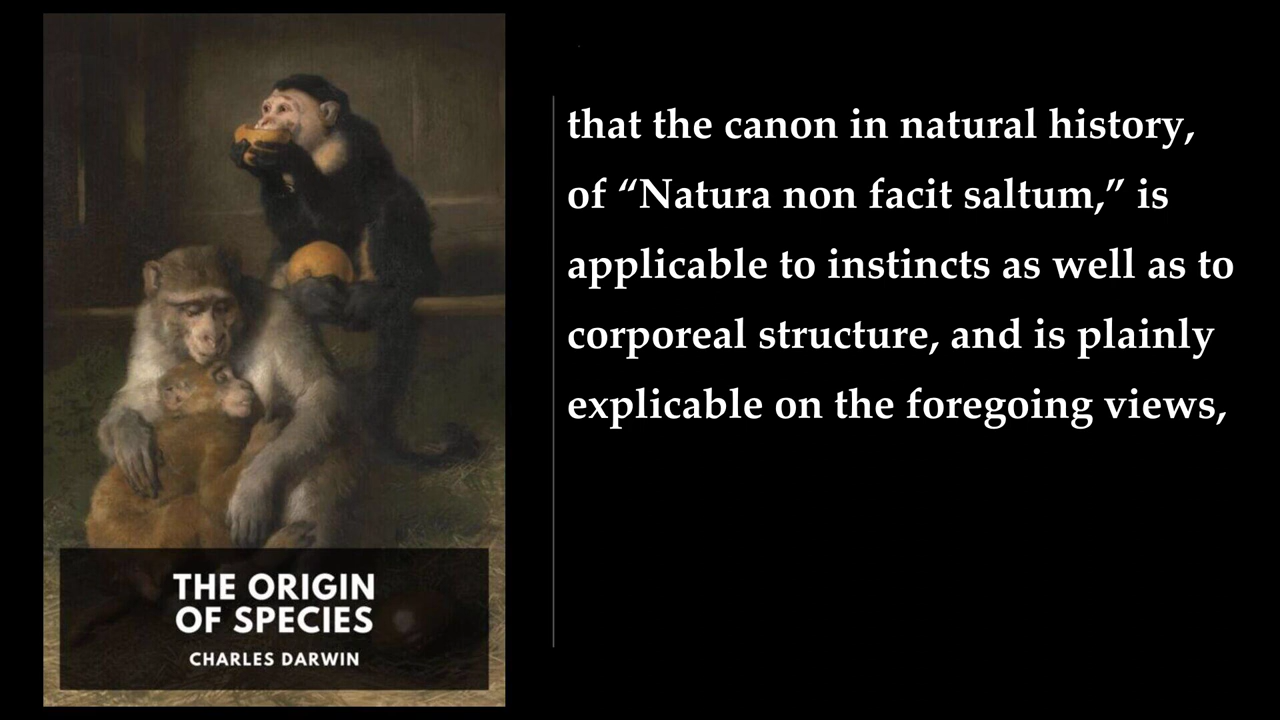 THE ORIGIN
OF SPECIES
CHARLES DARWIN
that the canon in natural history,
of “Natura non facit saltum,” is
applicable to instincts as well as to
corporeal structure, and is plainly
explicable on the foregoing views,